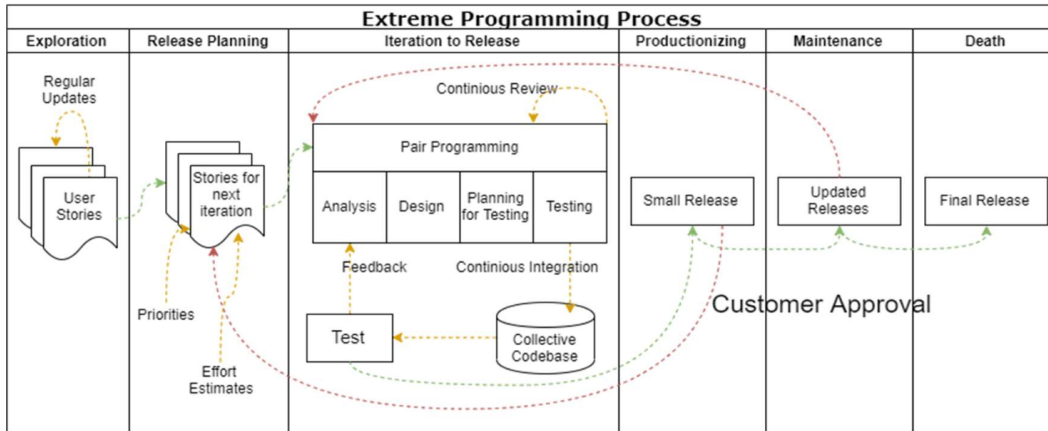 Extreme Programming Process
Exploration
Release Planning
Iteration to Release
Productionizing
Maintenance
Death
Regular
Updates
User
Stories
Stories for
next
iteration
Priorities
Effort
Estimates
Continious Review
Pair Programming
Analysis
Design
Planning
for Testing
Testing
Feedback
Continious Integration
Test
Collective
Codebase
Small Release
Updated
Releases
Final Release
Customer Approval